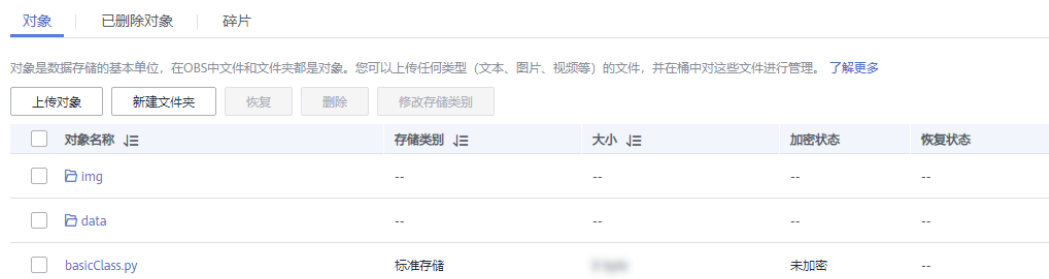 对象 已删除对象 碎片
对象是数据存储的基本单位，在OBS中文件和文件夹都是对象。您可以上传任何类型（文本、图片、视频等）的文件，并在桶中对这些文件进行管理。 了解更多
上传对象 新建文件夹 恢复 删除 修改存储类别
对象名称 存储类别 大小 加密状态 恢复状态
img -- -- -- --
data -- -- -- --
basicClass.py 标准存储 未加密 --